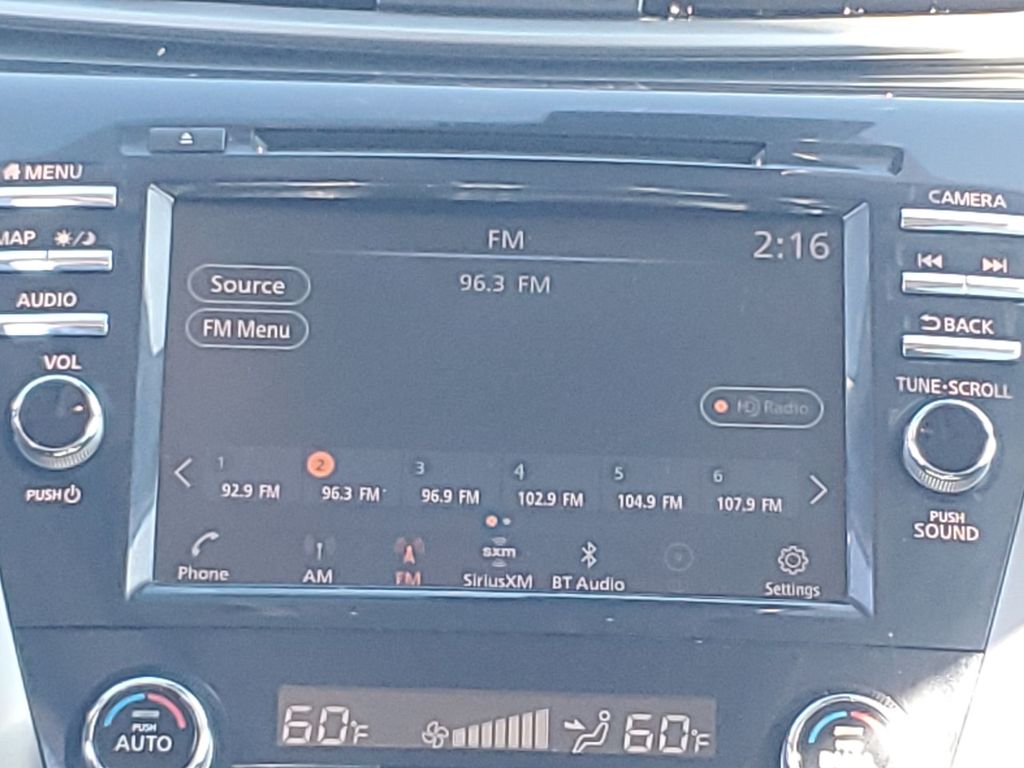 MENU
CAMERA
MAP
FM
2:16
Source
96.3 FM
AUDIO
FM Menu
BACK
VOL
TUNE•SCROLL
HD Radio
1 2 3 4 5 6
92.9 FM 96.3 FM 96.9 FM 102.9 FM 104.9 FM 107.9 FM
PUSH
PUSH
SOUND
sxm
Phone AM FM SiriusXM BT Audio Settings
PUSH
AUTO
60°F
60°F